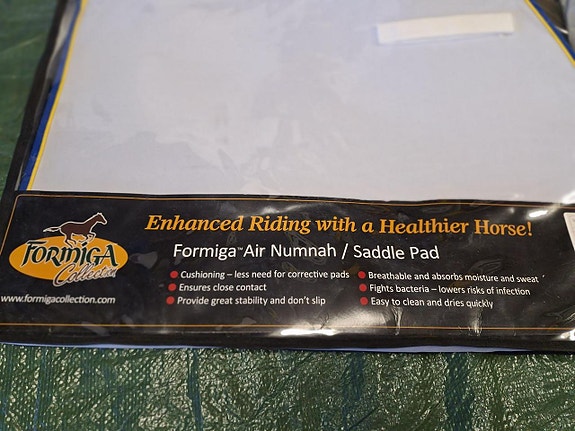 Enhanced Riding with a Healthier Horse!
FORMIGA
Collection
Formiga™Air Numnah / Saddle Pad
Cushioning – less need for corrective pads
Ensures close contact
Provide great stability and don't slip
Breathable and absorbs moisture and sweat
Fights bacteria – lowers risks of infection
Easy to clean and dries quickly
www.formigacollection.com